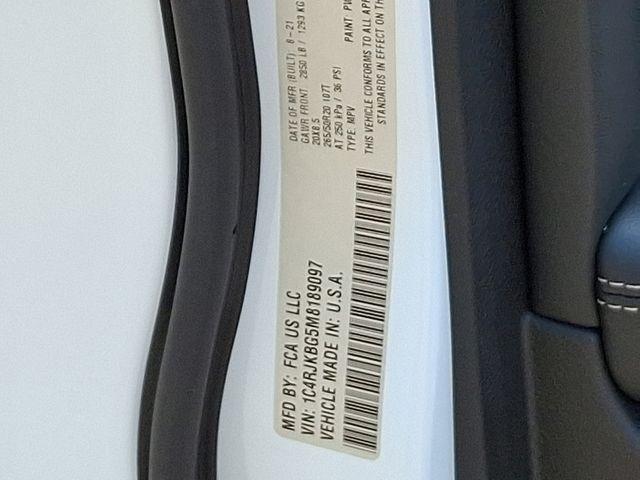 MFD BY: FCA US LLC
DATE OF MFR (BUILT) 8-21
GAWR FRONT 2850 LB / 1293 KG
20X8.5
265/50R20 107T
AT 250 kPa / 36 PSI
TYPE: MPV
PAINT:
THIS VEHICLE CONFORMS TO ALL
STANDARDS IN EFFECT ON
VIN: 1C4RJKBG5M8189097
VEHICLE MADE IN: U.S.A.